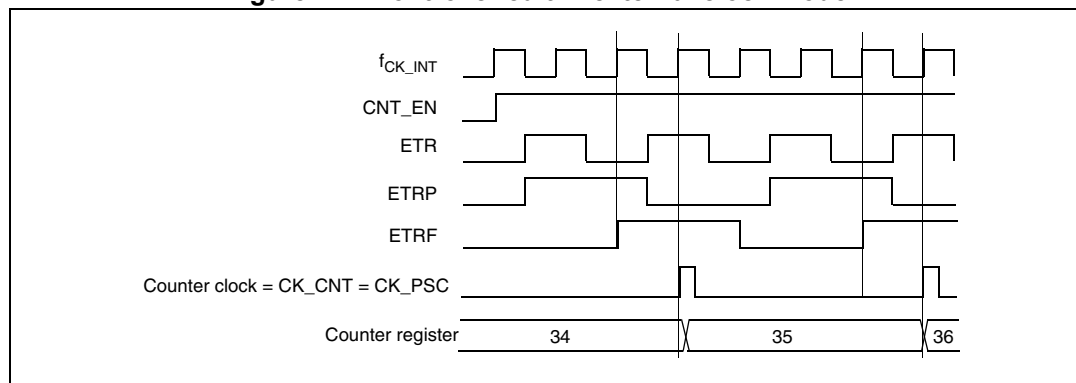 f_CK_INT
CNT_EN
ETR
ETRP
ETRF
Counter clock = CK_CNT = CK_PSC
Counter register 34 35 36